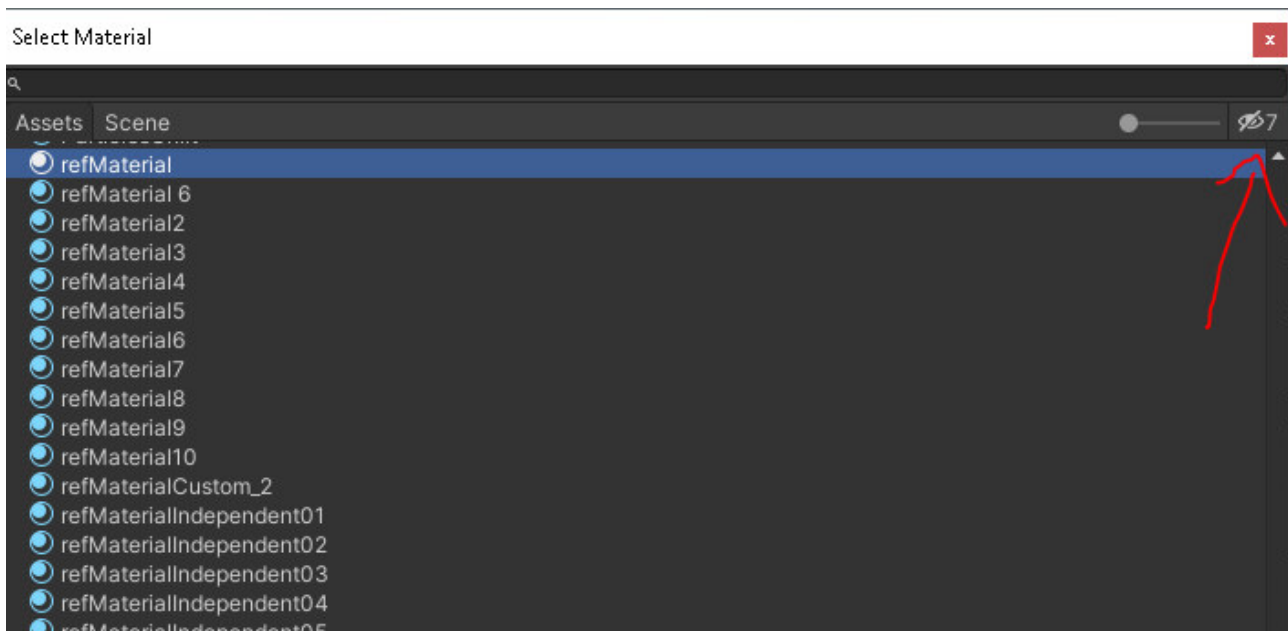 Select Material
x
Assets Scene 7
refMaterial
refMaterial 6
refMaterial2
refMaterial3
refMaterial4
refMaterial5
refMaterial6
refMaterial7
refMaterial8
refMaterial9
refMaterial10
refMaterialCustom_2
refMaterialIndependent01
refMaterialIndependent02
refMaterialIndependent03
refMaterialIndependent04
refMaterialIndependent05